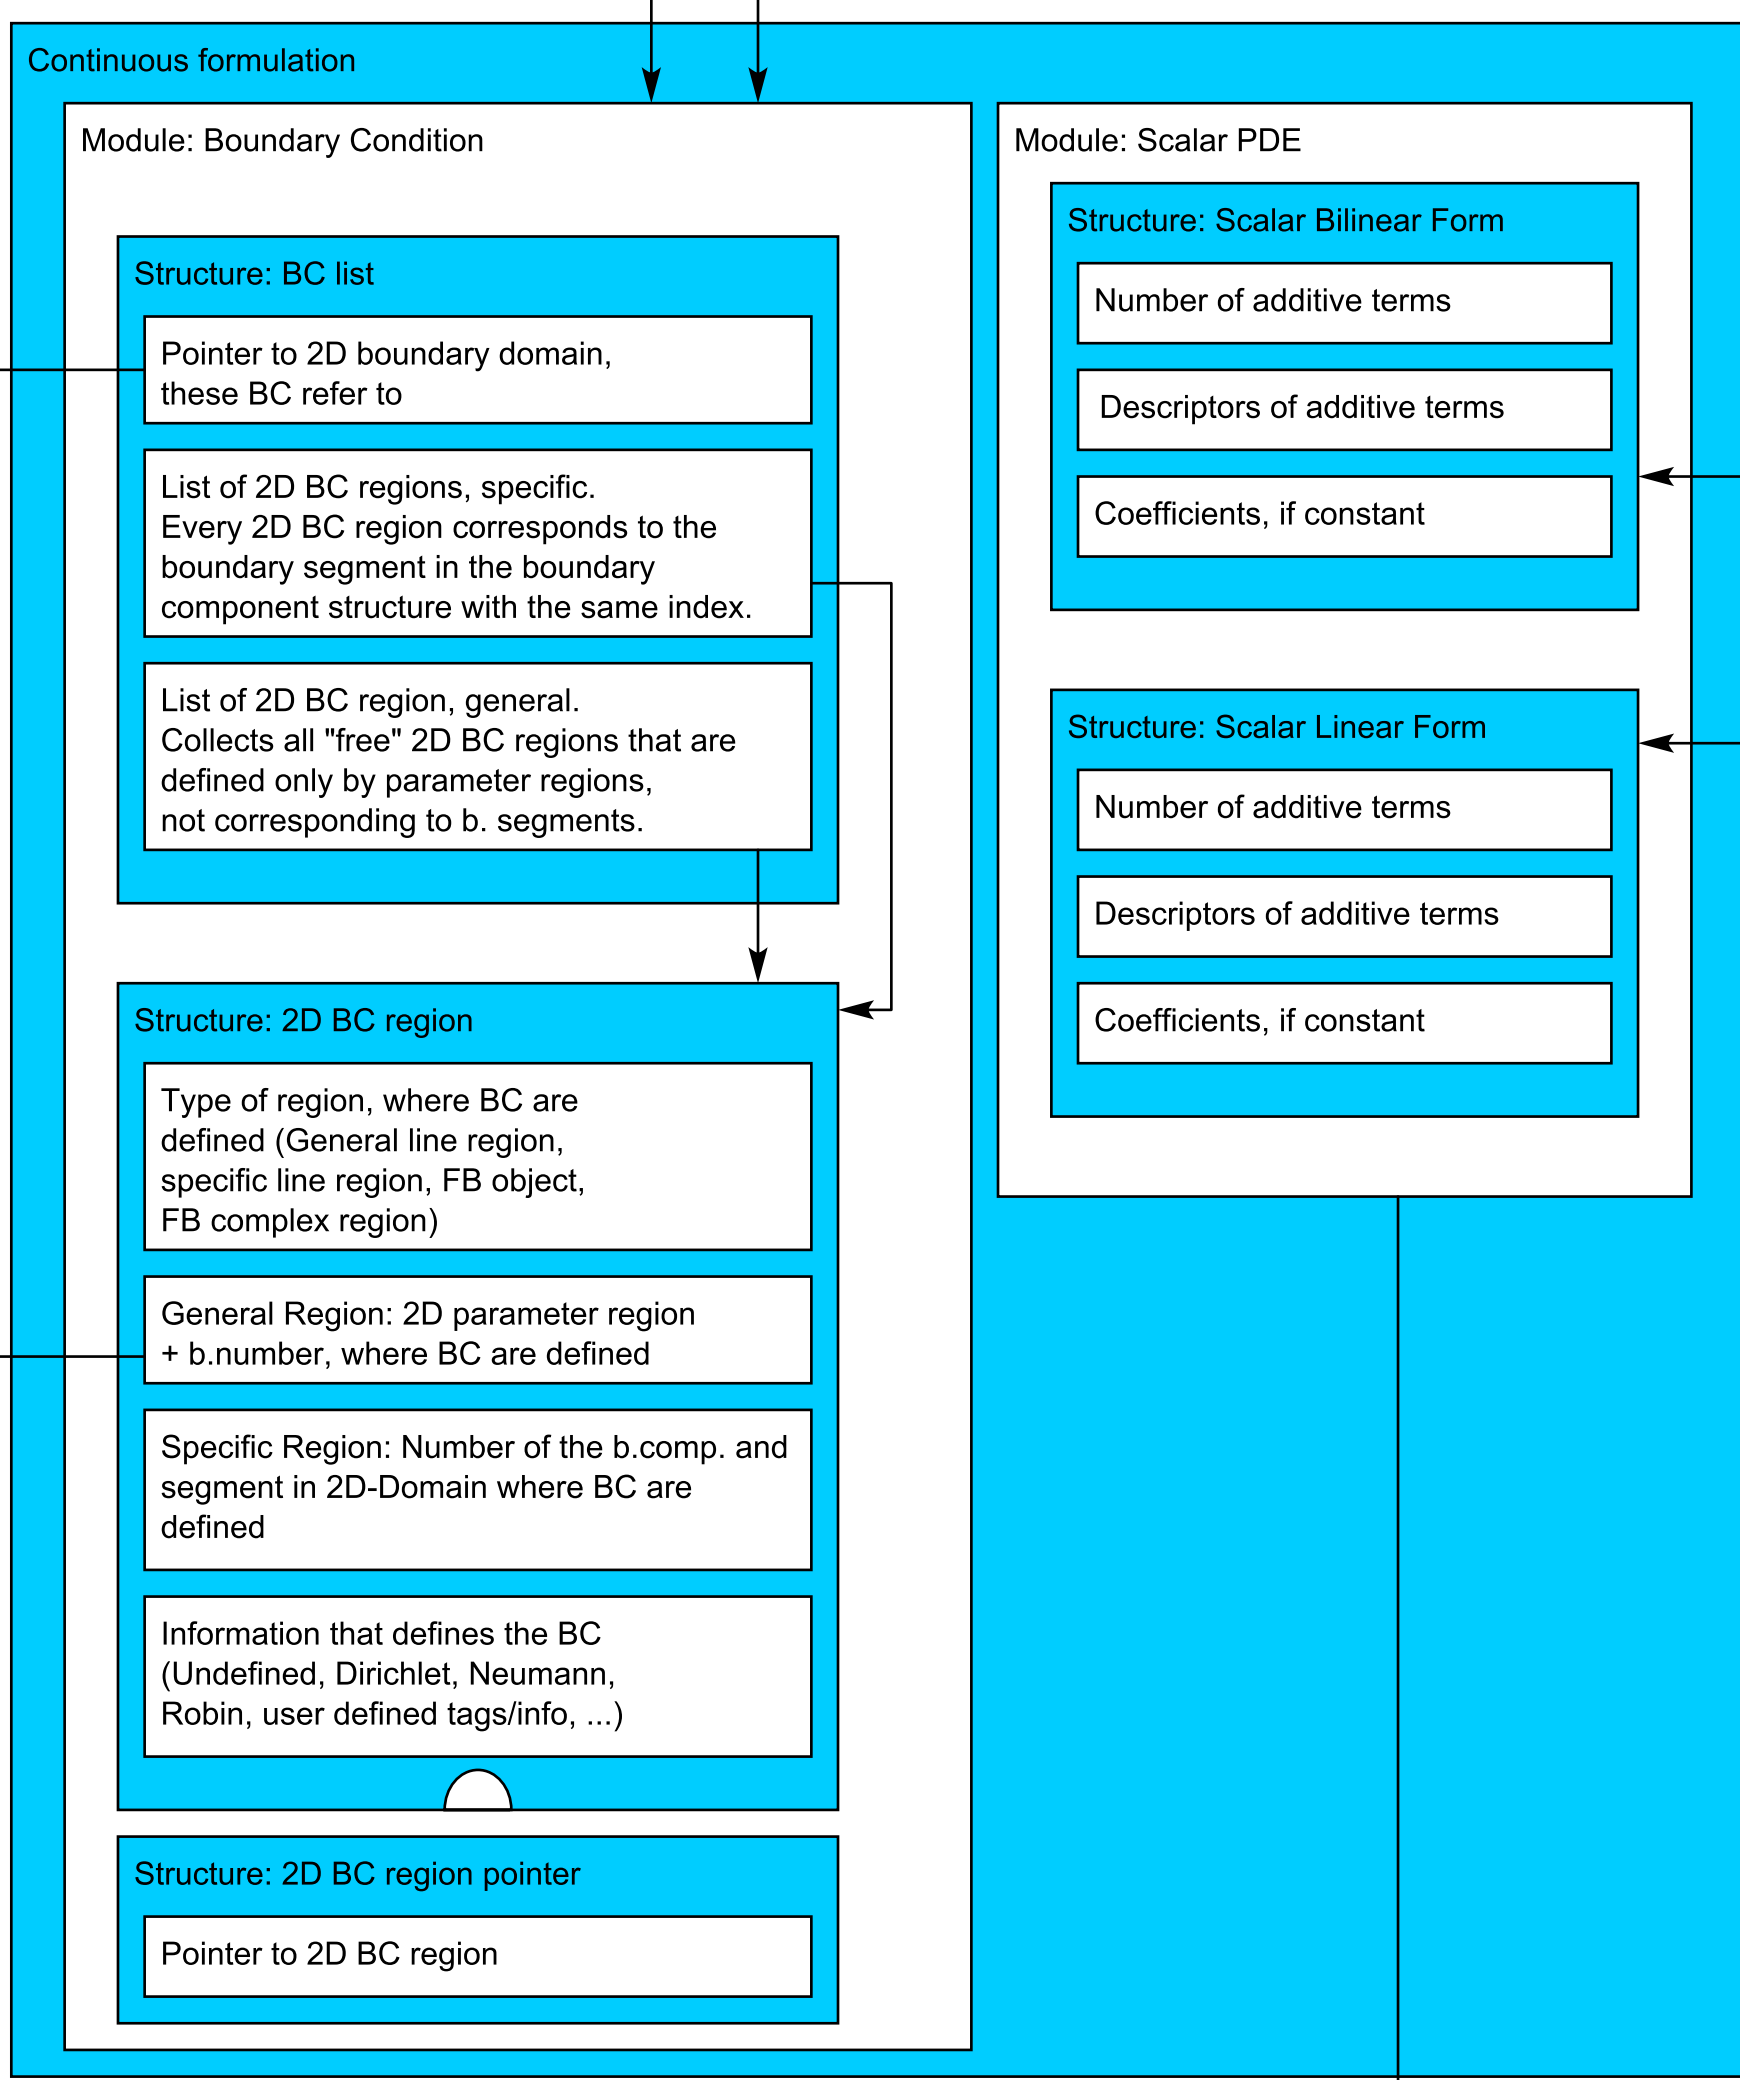 Continuous formulation
Module: Boundary Condition
Structure: BC list
Pointer to 2D boundary domain,
these BC refer to
List of 2D BC regions, specific.
Every 2D BC region corresponds to the
boundary segment in the boundary
component structure with the same index.
List of 2D BC region, general.
Collects all "free" 2D BC regions that are
defined only by parameter regions,
not corresponding to b. segments.
Structure: 2D BC region
Type of region, where BC are
defined (General line region,
specific line region, FB object,
FB complex region)
General Region: 2D parameter region
+ b.number, where BC are defined
Specific Region: Number of the b.comp. and
segment in 2D-Domain where BC are
defined
Information that defines the BC
(Undefined, Dirichlet, Neumann,
Robin, user defined tags/info, ...)
Structure: 2D BC region pointer
Pointer to 2D BC region
Module: Scalar PDE
Structure: Scalar Bilinear Form
Number of additive terms
Descriptors of additive terms
Coefficients, if constant
Structure: Scalar Linear Form
Number of additive terms
Descriptors of additive terms
Coefficients, if constant